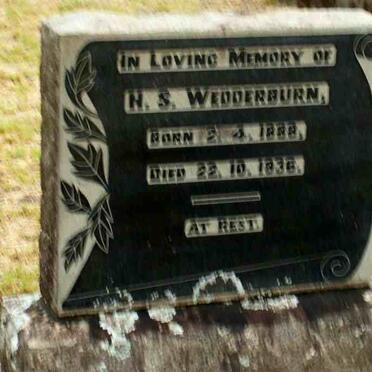 IN LOVING MEMORY OF
H. S. WEDDERBURN,
BORN 2. 4. 1888,
DIED 22. 10. 1936.
AT REST.